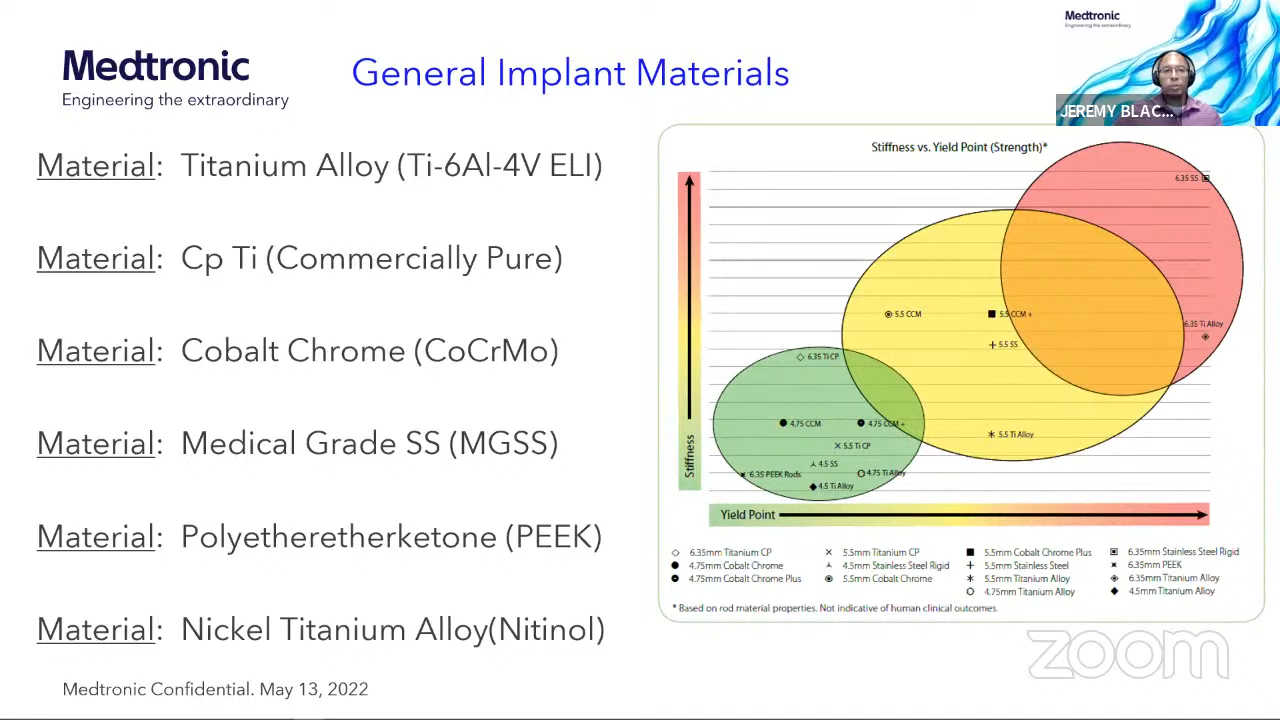 Medtronic
Engineering the extraordinary
General Implant Materials
Medtronic
Engineering the extraordinary
JEREMY BLAC...
Material: Titanium Alloy (Ti-6Al-4V ELI)
Material: Cp Ti (Commercially Pure)
Material: Cobalt Chrome (CoCrMo)
Material: Medical Grade SS (MGSS)
Material: Polyetheretherketone (PEEK)
Material: Nickel Titanium Alloy(Nitinol)
Medtronic Confidential. May 13, 2022
Stiffness vs. Yield Point (Strength)*
6.35 SS
5.5 CCM
5.5 CCM +
6.35 Ti Alloy
5.5 SS
6.35 Ti CP
4.75 CCM
4.75 CCM +
5.5 Ti Alloy
5.5 Ti CP
4.5 SS
6.35 PEEK Rods
4.75 Ti Alloy
4.5 Ti Alloy
Stiffness
Yield Point
6.35mm Titanium CP
4.75mm Cobalt Chrome
4.75mm Cobalt Chrome Plus
5.5mm Titanium CP
4.5mm Stainless Steel Rigid
5.5mm Cobalt Chrome
5.5mm Cobalt Chrome Plus
5.5mm Stainless Steel
5.5mm Titanium Alloy
4.75mm Titanium Alloy
6.35mm Stainless Steel Rigid
6.35mm PEEK
6.35mm Titanium Alloy
4.5mm Titanium Alloy
* Based on rod material properties. Not indicative of human clinical outcomes.
zoom